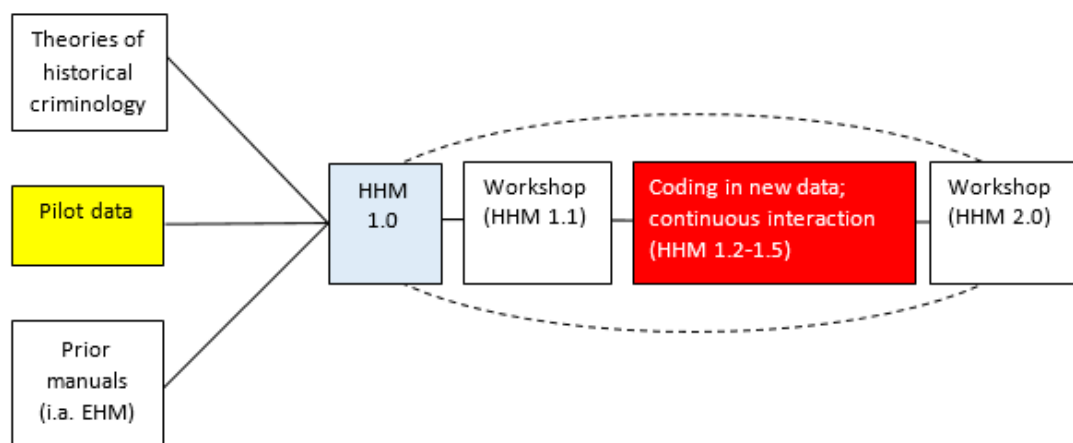 Theories of
historical
criminology
Pilot data
Prior
manuals
(i.a. EHM)
HHM
1.0
Workshop
(HHM 1.1)
Coding in new data;
continuous interaction
(HHM 1.2-1.5)
Workshop
(HHM 2.0)